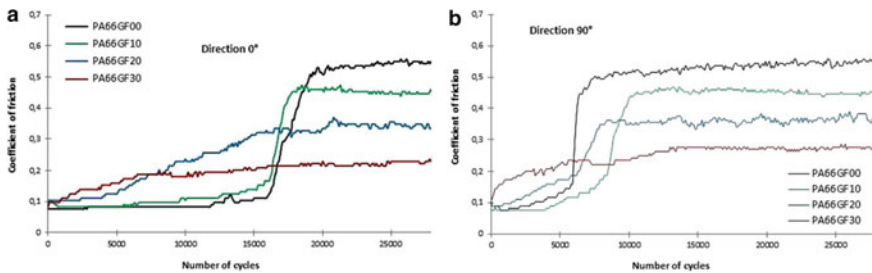 a
0,7
0,6
0,5
0,4
0,3
0,2
0,1
0
Coefficient of friction
PA66GF00
PA66GF10
PA66GF20
PA66GF30
Direction 0°
0 5000 10000 15000 20000 25000
Number of cycles
b
0,7
0,6
0,5
0,4
0,3
0,2
0,1
0
Coefficient of friction
Direction 90°
PA66GF00
PA66GF10
PA66GF20
PA66GF30
0 5000 10000 15000 20000 25000
Number of cycles